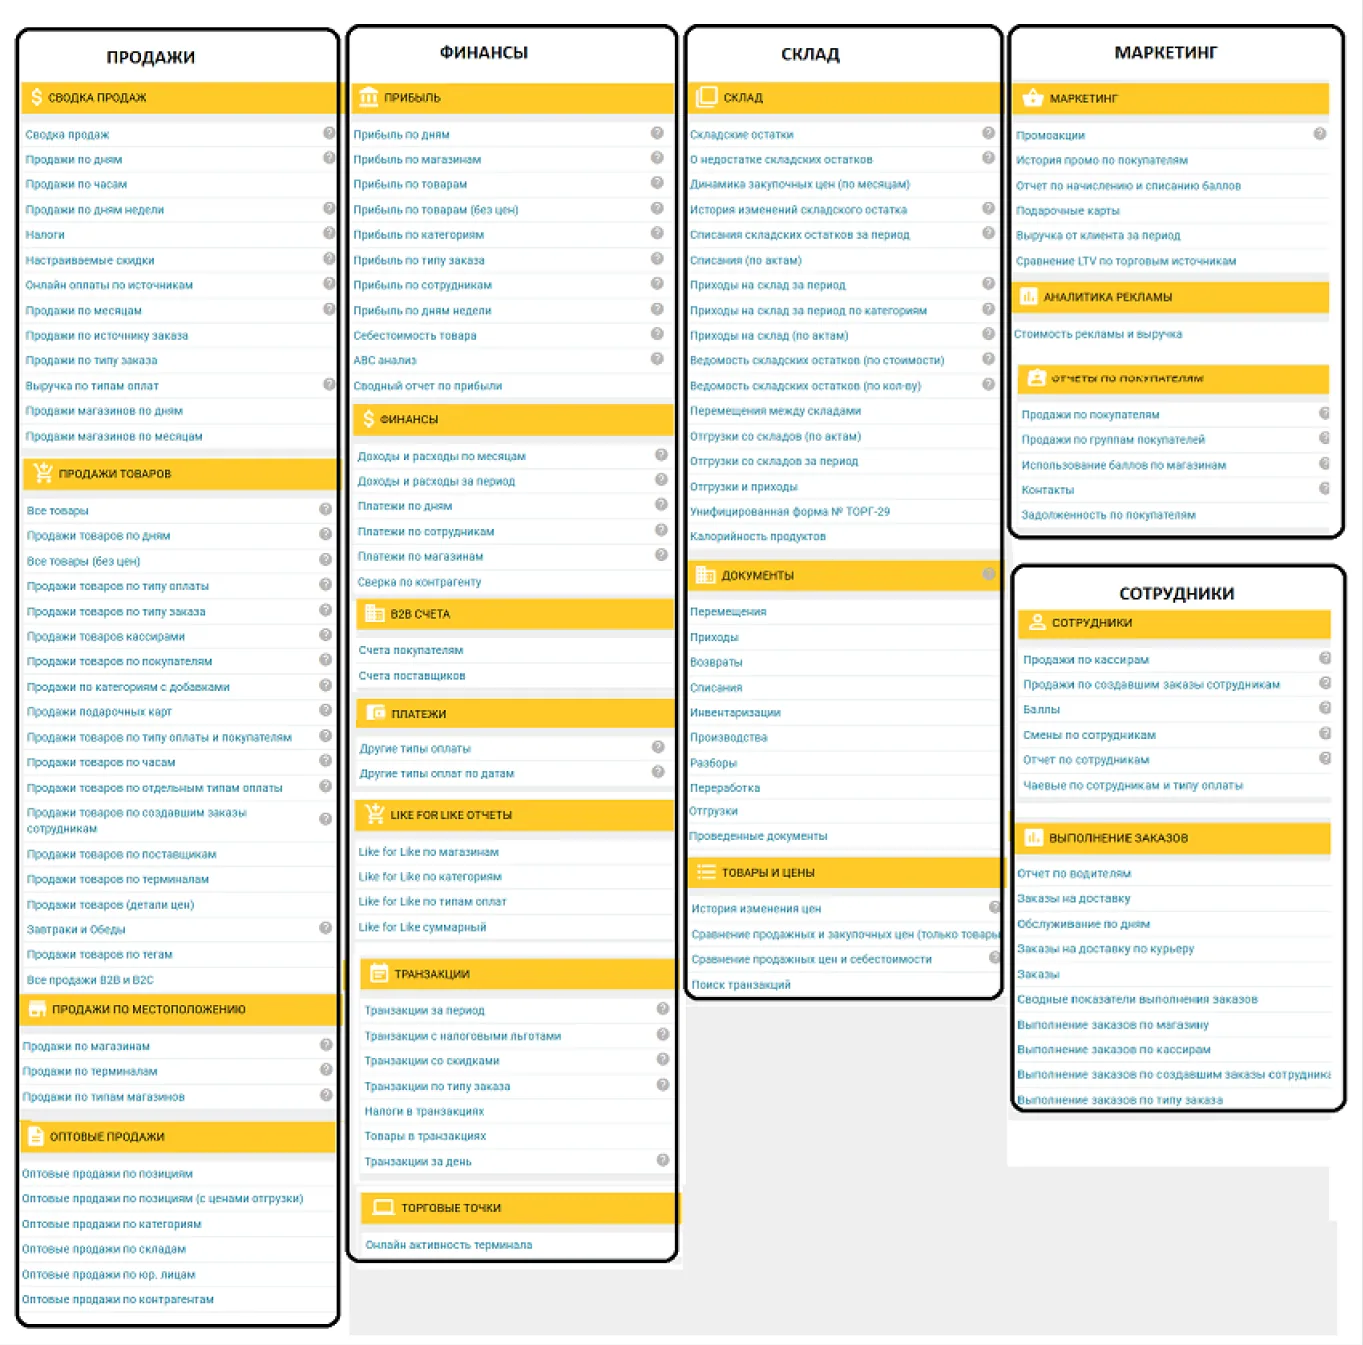 ПРОДАЖИ
СВОДКА ПРОДАЖ
Сводка продаж
Продажи по дням
Продажи по часам
Продажи по дням недели
Налоги
Настраиваемые скидки
Онлайн оплаты по источникам
Продажи по месяцам
Продажи по источнику заказа
Продажи по типу заказа
Выручка по типам оплат
Продажи магазинов по дням
Продажи магазинов по месяцам
ПРОДАЖИ ТОВАРОВ
Все товары
Продажи товаров по дням
Все товары (без цен)
Продажи товаров по типу оплаты
Продажи товаров по типу заказа
Продажи товаров кассирами
Продажи товаров по покупателям
Продажи по категориям с добавками
Продажи подарочных карт
Продажи товаров по типу оплаты и покупателям
Продажи товаров по часам
Продажи товаров по отдельным типам оплаты
Продажи товаров по создавшим заказы
сотрудникам
Продажи товаров по поставщикам
Продажи товаров по терминалам
Продажи товаров (детали цен)
Завтраки и Обеды
Продажи товаров по тегам
Все продажи B2B и B2C
ПРОДАЖИ ПО МЕСТОПОЛОЖЕНИЮ
Продажи по магазинам
Продажи по терминалам
Продажи по типам магазинов
ОПТОВЫЕ ПРОДАЖИ
Оптовые продажи по позициям
Оптовые продажи по позициям (с ценами отгрузки)
Оптовые продажи по категориям
Оптовые продажи по складам
Оптовые продажи по юр. лицам
Оптовые продажи по контрагентам
ФИНАНСЫ
ПРИБЫЛЬ
Прибыль по дням
Прибыль по магазинам
Прибыль по товарам
Прибыль по товарам (без цен)
Прибыль по категориям
Прибыль по типу заказа
Прибыль по сотрудникам
Прибыль по дням недели
Себестоимость товара
ABC анализ
Сводный отчет по прибыли
ФИНАНСЫ
Доходы и расходы по месяцам
Доходы и расходы за период
Платежи по дням
Платежи по сотрудникам
Платежи по магазинам
Сверка по контрагенту
B2B СЧЕТА
Счета покупателям
Счета поставщиков
ПЛАТЕЖИ
Другие типы оплаты
Другие типы оплат по датам
LIKE FOR LIKE ОТЧЕТЫ
Like for Like по магазинам
Like for Like по категориям
Like for Like по типам оплат
Like for Like суммарный
ТРАНЗАКЦИИ
Транзакции за период
Транзакции с налоговыми льготами
Транзакции со скидками
Транзакции по типу заказа
Налоги в транзакциях
Товары в транзакциях
Транзакции за день
ТОРГОВЫЕ ТОЧКИ
Онлайн активность терминала
СКЛАД
СКЛАД
Складские остатки
О недостатке складских остатков
Динамика закупочных цен (по месяцам)
История изменений складского остатка
Списания складских остатков за период
Списания (по актам)
Приходы на склад за период
Приходы на склад за период по категориям
Приходы на склад (по актам)
Ведомость складских остатков (по стоимости)
Ведомость складских остатков (по кол-ву)
Перемещения между складами
Отгрузки со складов (по актам)
Отгрузки со складов за период
Отгрузки и приходы
Унифицированная форма № ТОРГ-29
Калорийность продуктов
ДОКУМЕНТЫ
Перемещения
Приходы
Возвраты
Списания
Инвентаризации
Производства
Разборы
Переработка
Отгрузки
Проведенные документы
ТОВАРЫ И ЦЕНЫ
История изменения цен
Сравнение продажных и закупочных цен (только товары
Сравнение продажных цен и себестоимости
Поиск транзакций
МАРКЕТИНГ
МАРКЕТИНГ
Промоакции
История промо по покупателям
Отчет по начислению и списанию баллов
Подарочные карты
Выручка от клиента за период
Сравнение LTV по торговым источникам
АНАЛИТИКА РЕКЛАМЫ
Стоимость рекламы и выручка
ОТЧЕТЫ ПО ПОКУПАТЕЛЯМ
Продажи по покупателям
Продажи по группам покупателей
Использование баллов по магазинам
Контакты
Задолженность по покупателям
СОТРУДНИКИ
СОТРУДНИКИ
Продажи по кассирам
Продажи по создавшим заказы сотрудникам
Баллы
Смены по сотрудникам
Отчет по сотрудникам
Чаевые по сотрудникам и типу оплаты
ВЫПОЛНЕНИЕ ЗАКАЗОВ
Отчет по водителям
Заказы на доставку
Обслуживание по дням
Заказы на доставку по курьеру
Заказы
Сводные показатели выполнения заказов
Выполнение заказов по магазину
Выполнение заказов по кассирам
Выполнение заказов по создавшим заказы сотрудника
Выполнение заказов по типу заказа